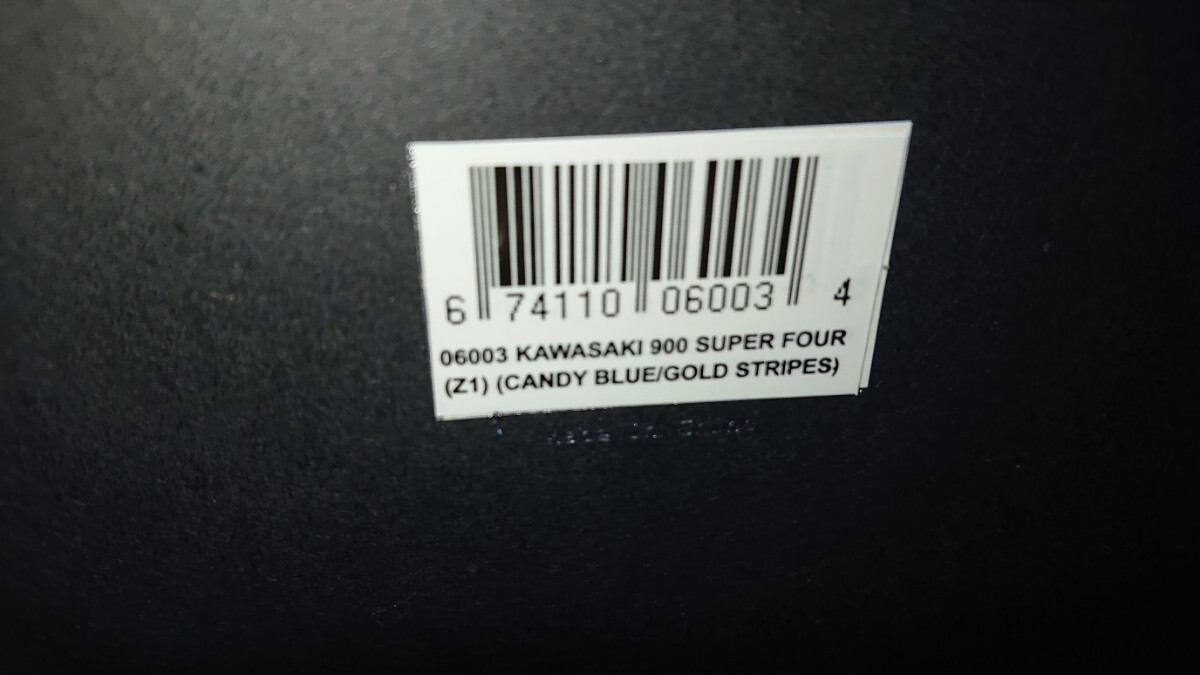 6 74110 06003 4
06003 KAWASAKI 900 SUPER FOUR
(Z1) (CANDY BLUE/GOLD STRIPES)